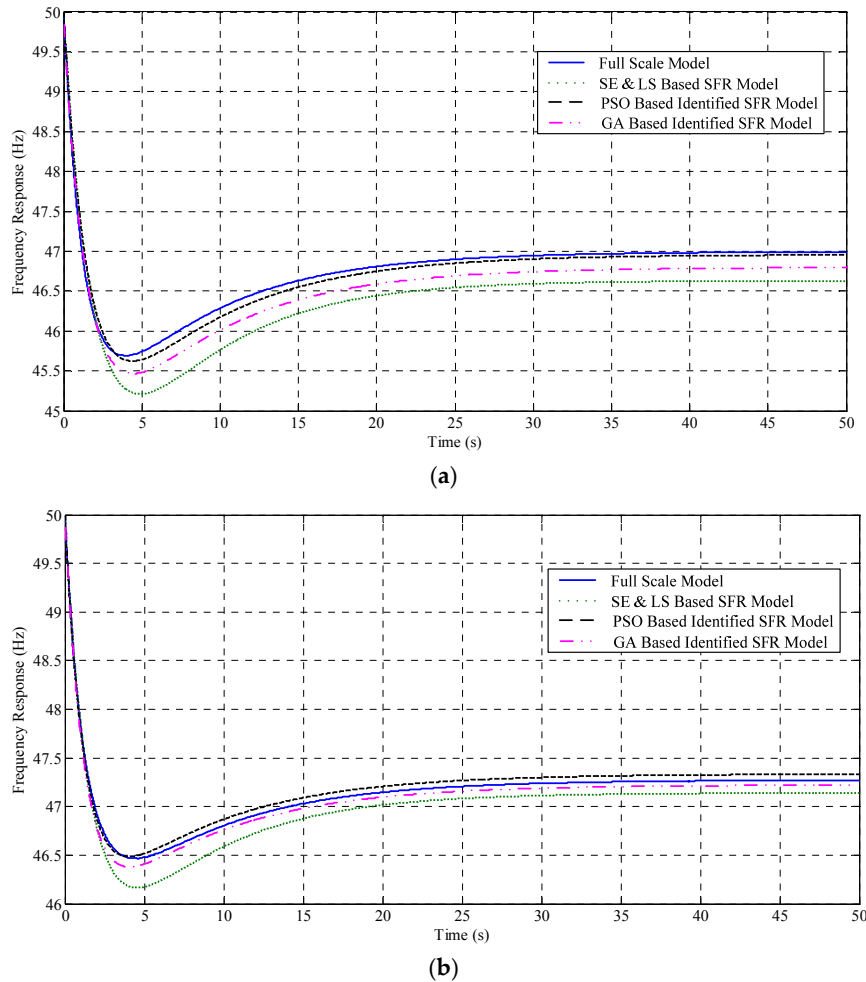 50
49.5
49
48.5
48
47.5
47
46.5
46
45.5
45
Frequency Response (Hz)
Full Scale Model
SE & LS Based SFR Model
PSO Based Identified SFR Model
GA Based Identified SFR Model
0 5 10 15 20 25 30 35 40 45 50
Time (s)
(a)
50
49.5
49
48.5
48
47.5
47
46.5
46
Frequency Response (Hz)
Full Scale Model
SE & LS Based SFR Model
PSO Based Identified SFR Model
GA Based Identified SFR Model
0 5 10 15 20 25 30 35 40 45 50
Time (s)
(b)